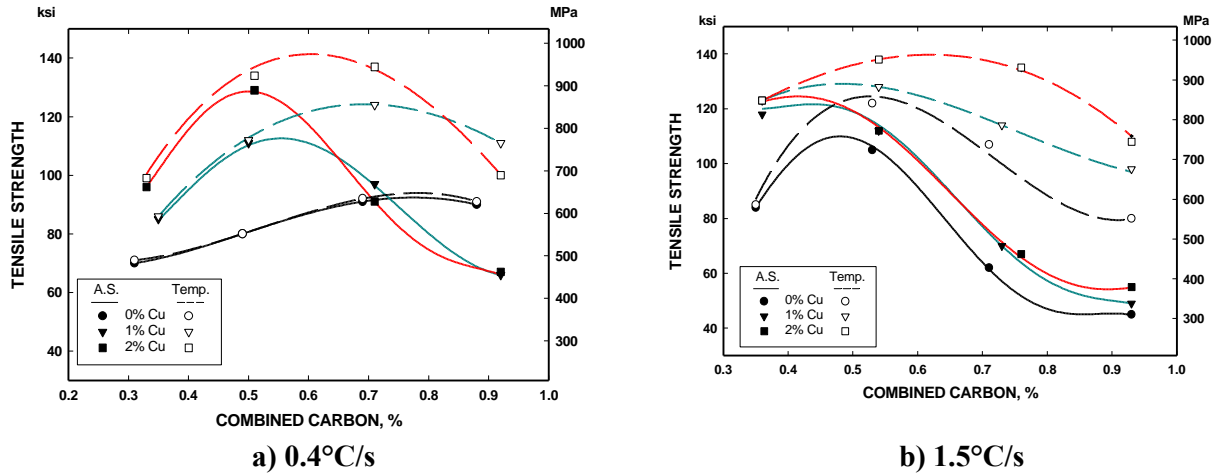 ksi
MPa
140
120
100
80
60
40
1000
900
800
700
600
500
400
300
TENSILE STRENGTH
A.S. Temp.
0% Cu
1% Cu
2% Cu
0.2 0.3 0.4 0.5 0.6 0.7 0.8 0.9 1.0
COMBINED CARBON, %
a) 0.4°C/s
ksi
MPa
140
120
100
80
60
40
1000
900
800
700
600
500
400
300
TENSILE STRENGTH
A.S. Temp.
0% Cu
1% Cu
2% Cu
0.3 0.4 0.5 0.6 0.7 0.8 0.9 1.0
COMBINED CARBON, %
b) 1.5°C/s